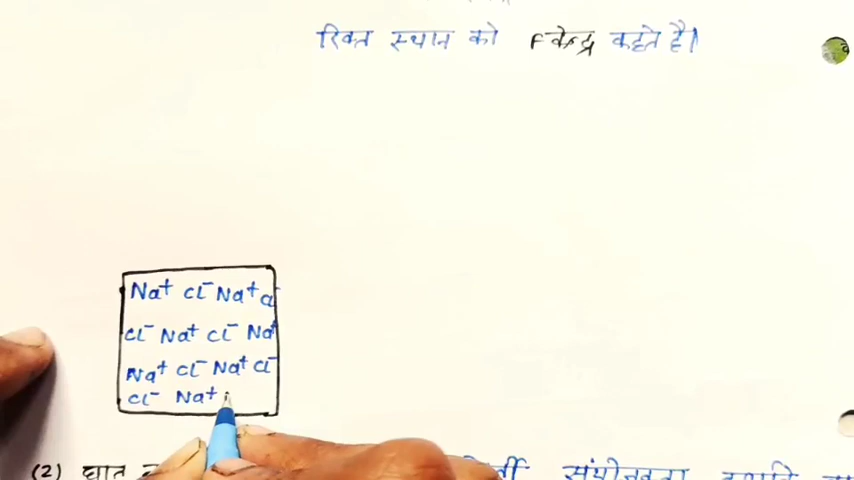 रिक्त स्थान को F केन्द्र कहते है।
Na⁺ Cl⁻ Na⁺ Cl⁻
Cl⁻ Na⁺ Cl⁻ Na⁺
Na⁺ Cl⁻ Na⁺ Cl⁻
Cl⁻ Na⁺
(2) धातु